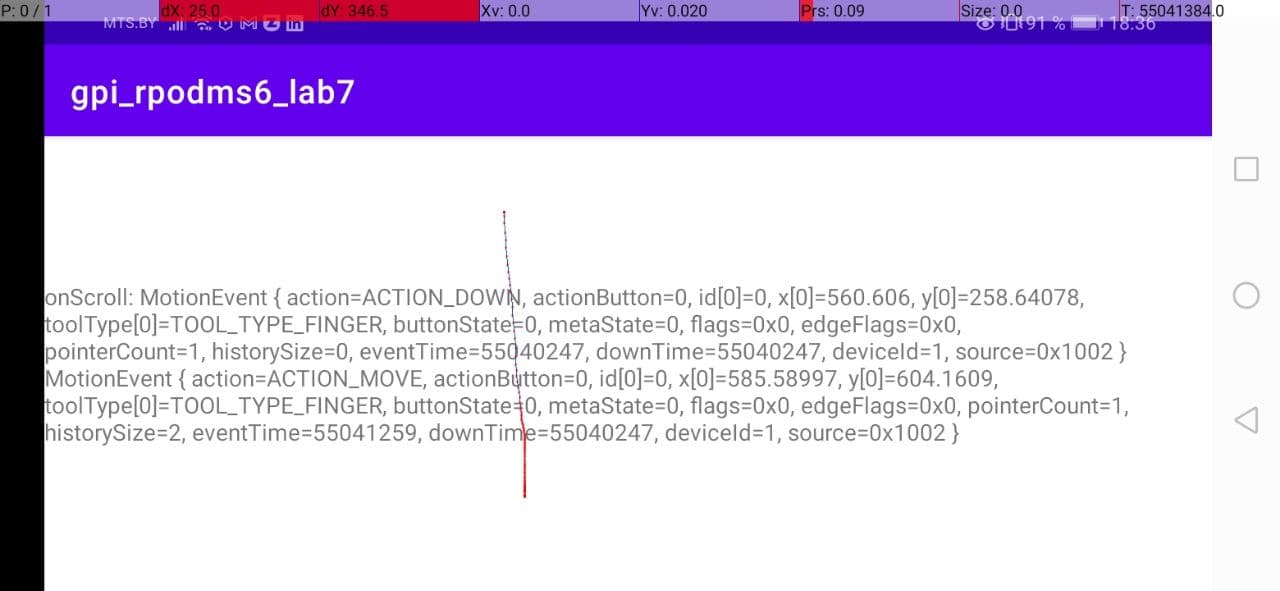 P: 0 / 1 dX: 25.0 dY: 346.5 Xv: 0.0 Yv: 0.020 Prs: 0.09 Size: 0.0 T: 55041384.0
MTS.BY 91 % 18:36
gpi_rpodms6_lab7
onScroll: MotionEvent { action=ACTION_DOWN, actionButton=0, id[0]=0, x[0]=560.606, y[0]=258.64078,
toolType[0]=TOOL_TYPE_FINGER, buttonState=0, metaState=0, flags=0x0, edgeFlags=0x0,
pointerCount=1, historySize=0, eventTime=55040247, downTime=55040247, deviceId=1, source=0x1002 }
MotionEvent { action=ACTION_MOVE, actionButton=0, id[0]=0, x[0]=585.58997, y[0]=604.1609,
toolType[0]=TOOL_TYPE_FINGER, buttonState=0, metaState=0, flags=0x0, edgeFlags=0x0, pointerCount=1,
historySize=2, eventTime=55041259, downTime=55040247, deviceId=1, source=0x1002 }